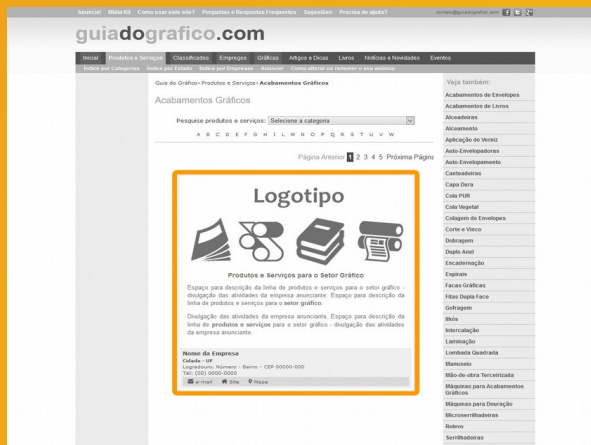 Anuncie! Mídia Kit Como usar este site? Perguntas e Respostas Frequentes Sugestões Precisa de ajuda?
contato@guiadografico.com
guiadografico.com
Inicial Produtos e Serviços Classificados Empregos Gráficas Artigos e Dicas Livros Notícias e Novidades Eventos
Índice por Categorias Índice por Estado Índice por Empresas Anunciar Como alterar ou remover o seu anúncio
Guia do Gráfico» Produtos e Serviços» Acabamentos Gráficos
Acabamentos Gráficos
Pesquise produtos e serviços: Selecione a categoria
A B C D E F G H I L M N O P Q R S T U V W
Página Anterior 1 2 3 4 5 Próxima Página
Logotipo
Produtos e Serviços para o Setor Gráfico
Espaço para descrição da linha de produtos e serviços para o setor gráfico -
divulgação das atividades da empresa anunciante. Espaço para descrição da
linha de produtos e serviços para o setor gráfico.
Divulgação das atividades da empresa anunciante. Espaço para descrição da
linha de produtos e serviços para o setor gráfico - divulgação das atividades
da empresa anunciante.
Nome da Empresa
Cidade - UF
Logradouro, Número - Bairro - CEP 00000-000
Tel: (00) 0000-0000
e-mail Site Mapa
Veja também:
Acabamentos de Envelopes
Acabamentos de Livros
Alceadeiras
Alceamento
Aplicação de Verniz
Auto-Envelopadoras
Auto-Envelopamento
Canteadeiras
Capa Dura
Cola PUR
Cola Vegetal
Colagem de Envelopes
Corte e Vinco
Dobragem
Duplo Anel
Encadernação
Espirais
Facas Gráficas
Fitas Dupla Face
Gofragem
Ilhós
Intercalação
Laminação
Lombada Quadrada
Manuseio
Mão-de-obra Terceirizada
Máquinas para Acabamentos
Gráficos
Máquinas para Douração
Microserrilhadeiras
Relevo
Serrilhadeiras